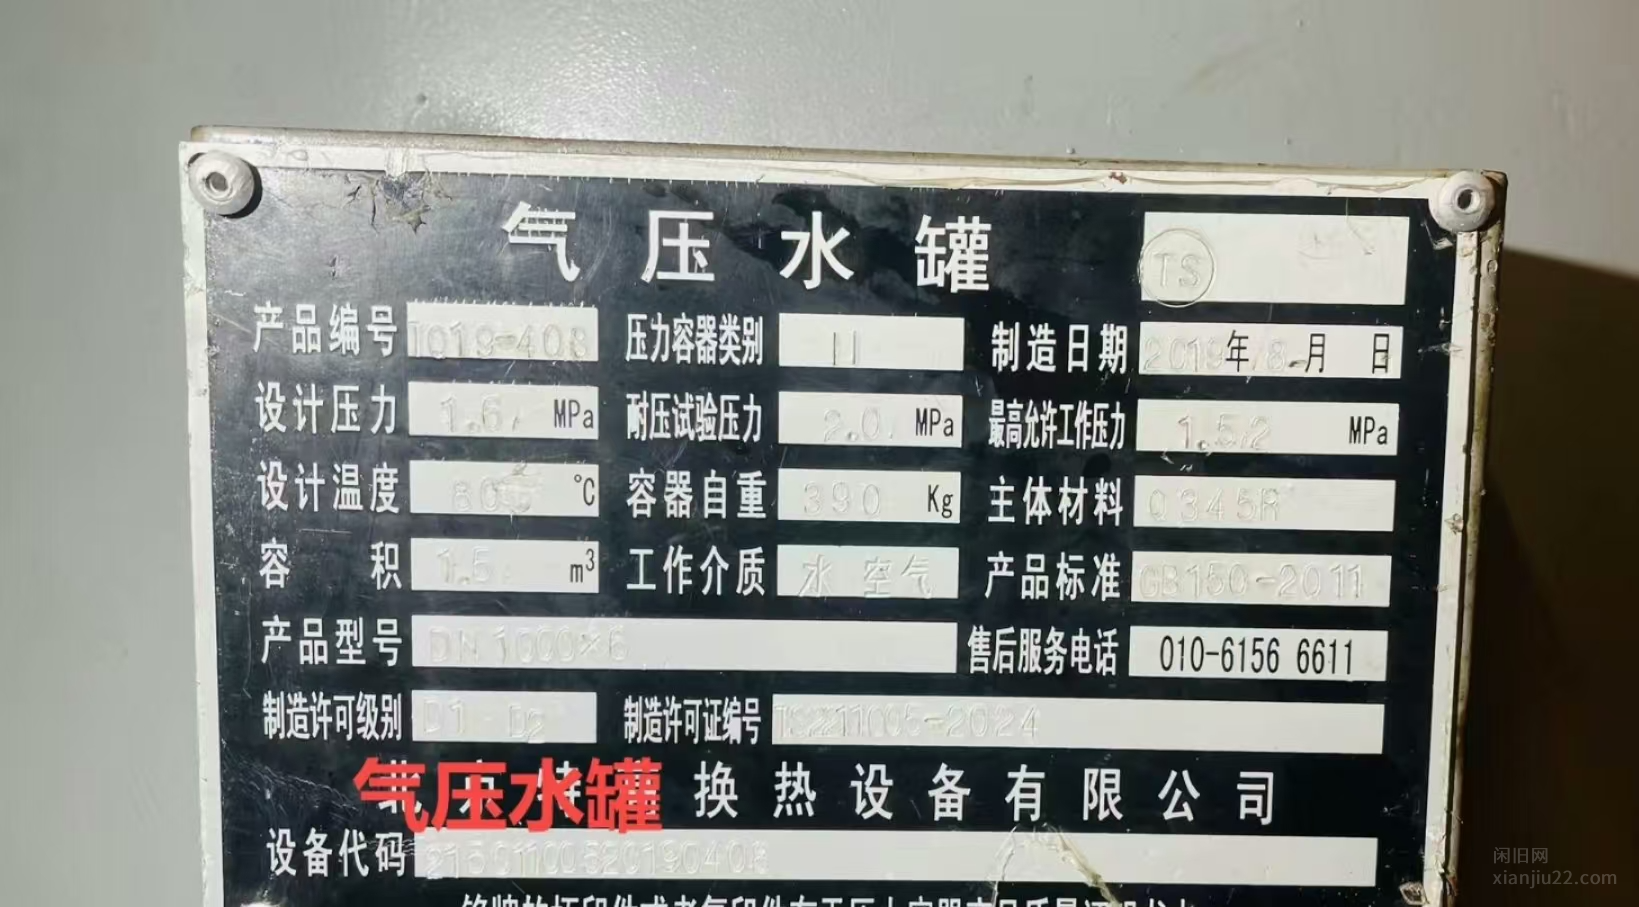 气压水罐
TS
产品编号 1Q19-408 压力容器类别 II 制造日期 2019年8月 日
设计压力 1.6 MPa 耐压试验压力 2.0 MPa 最高允许工作压力 1.52 MPa
设计温度 80 ℃ 容器自重 390 Kg 主体材料 Q345R
容 积 1.5 m³ 工作介质 水 空气 产品标准 GB150-2011
产品型号 DN1000×6 售后服务电话 010-6156 6611
制造许可级别 D1 D2 制造许可证编号 TS2211005-2024
气压水罐
换热设备有限公司
设备代码
闲旧网
xianjiu22.com